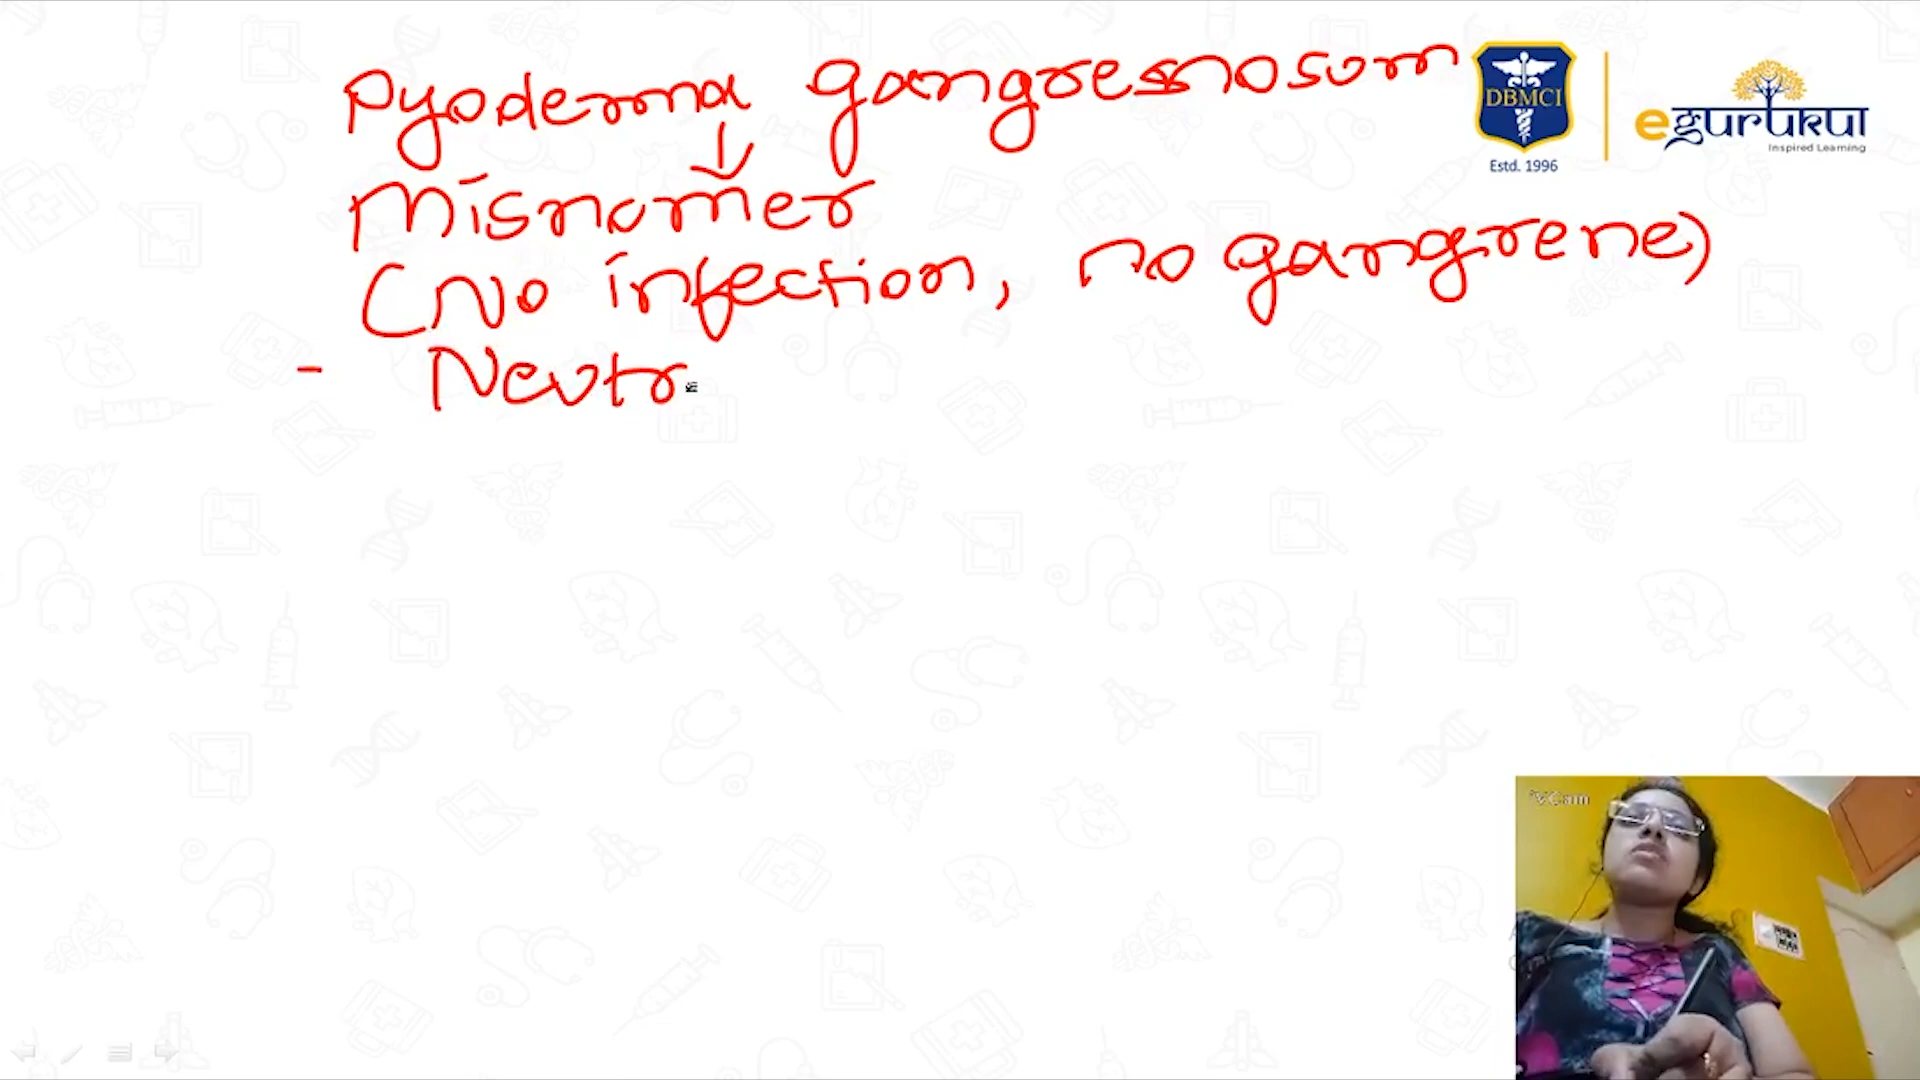 Pyoderma gangresnosum
Misnomer
(No infection, no gangrene)
- Neutr
DBMCI
Estd. 1996
egurukul
Inspired Learning